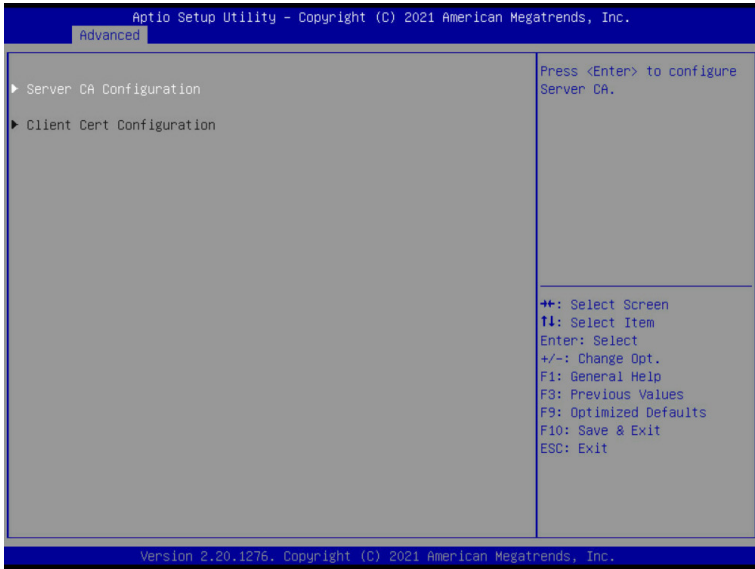 Aptio Setup Utility – Copyright (C) 2021 American Megatrends, Inc.
Advanced
▶ Server CA Configuration
▶ Client Cert Configuration
Press <Enter> to configure
Server CA.
→←: Select Screen
↑↓: Select Item
Enter: Select
+/-: Change Opt.
F1: General Help
F3: Previous Values
F9: Optimized Defaults
F10: Save & Exit
ESC: Exit
Version 2.20.1276. Copyright (C) 2021 American Megatrends, Inc.